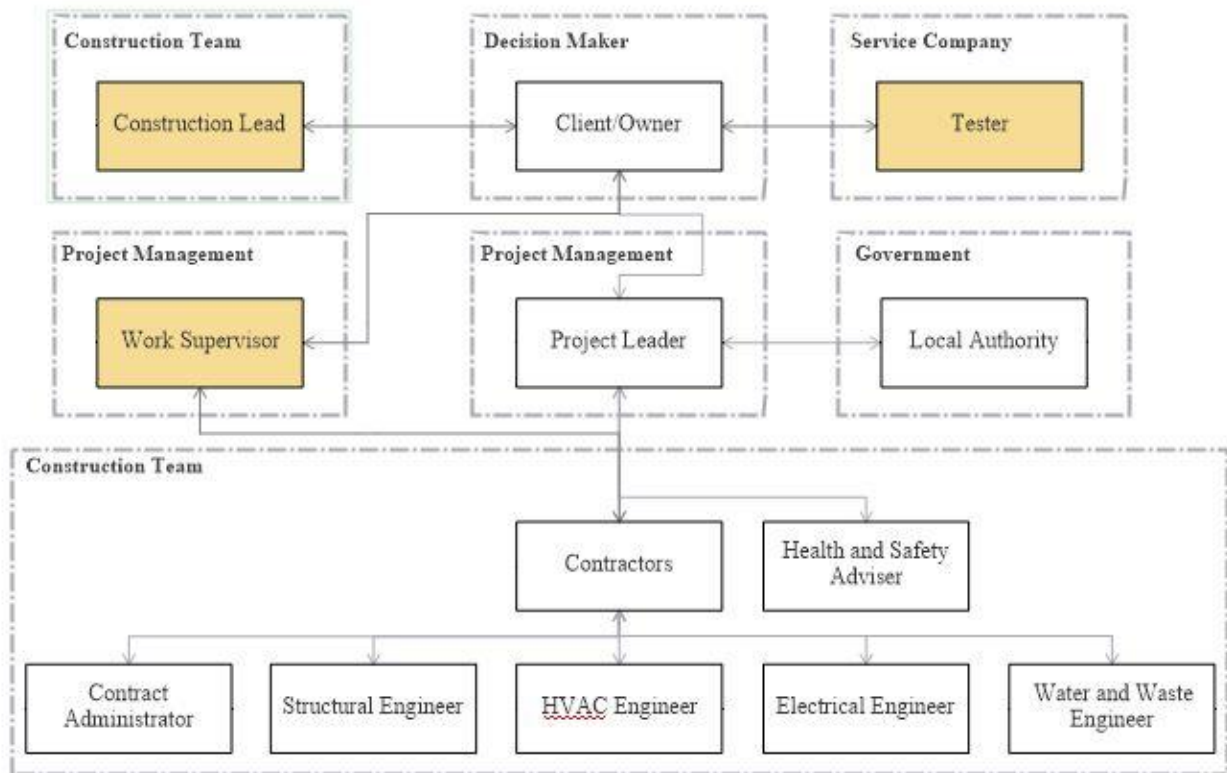 Construction Team
Construction Lead
Decision Maker
Client/Owner
Service Company
Tester
Project Management
Work Supervisor
Project Management
Project Leader
Government
Local Authority
Construction Team
Contractors
Health and Safety
Adviser
Contract
Administrator
Structural Engineer
HVAC Engineer
Electrical Engineer
Water and Waste
Engineer